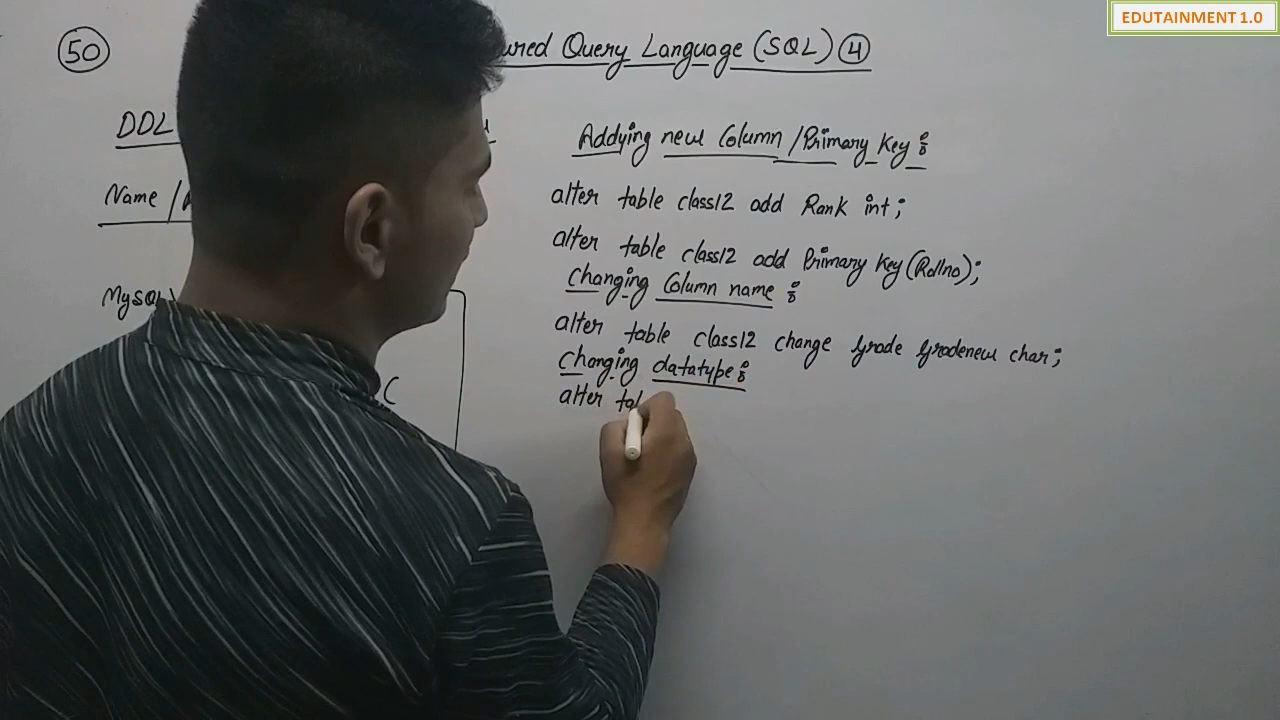 EDUTAINMENT 1.0
50
ured Query Language (SQL) 4
DDL
Name /
MySQL
C
Addying new Column / Primary Key :
alter table class12 add Rank int ;
alter table class12 add Primary Key (Rollno) ;
Changing Column name :
alter table class12 change Grade Gradenew char ;
Changing datatype :
alter tab